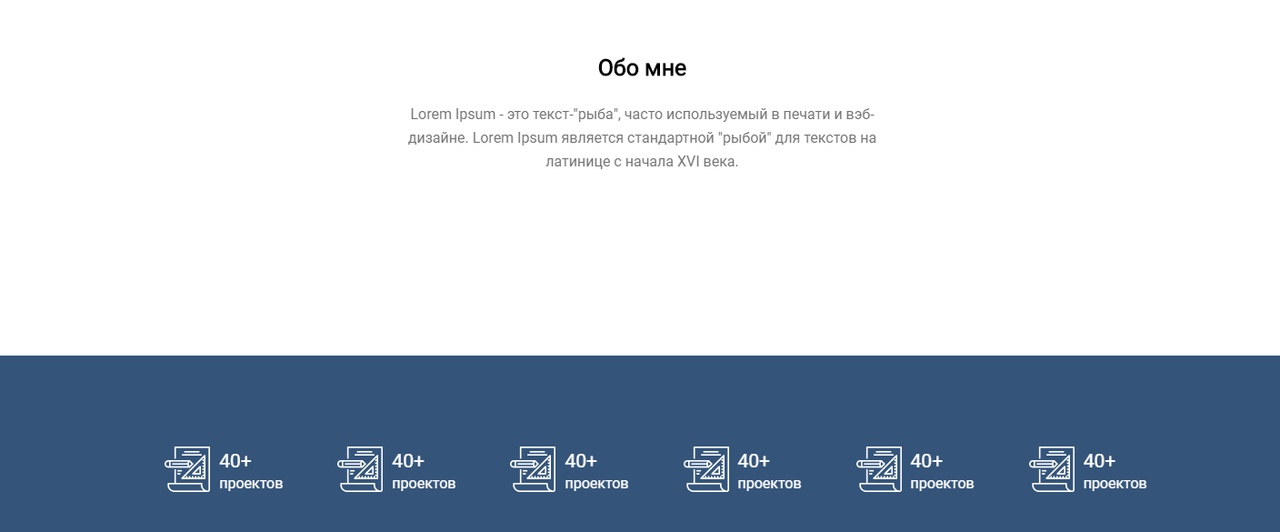 Обо мне
Lorem Ipsum - это текст-"рыба", часто используемый в печати и вэб-
дизайне. Lorem Ipsum является стандартной "рыбой" для текстов на
латинице с начала XVI века.
40+ 40+ 40+ 40+ 40+ 40+
проектов проектов проектов проектов проектов проектов